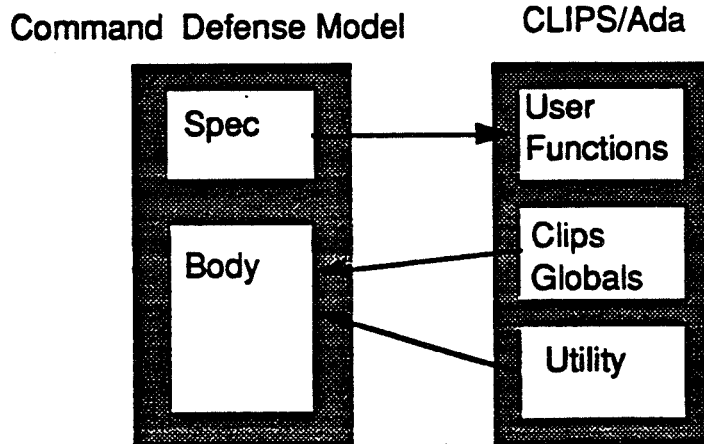 Command Defense Model
CLIPS/Ada
Spec
User
Functions
Body
Clips
Globals
Utility